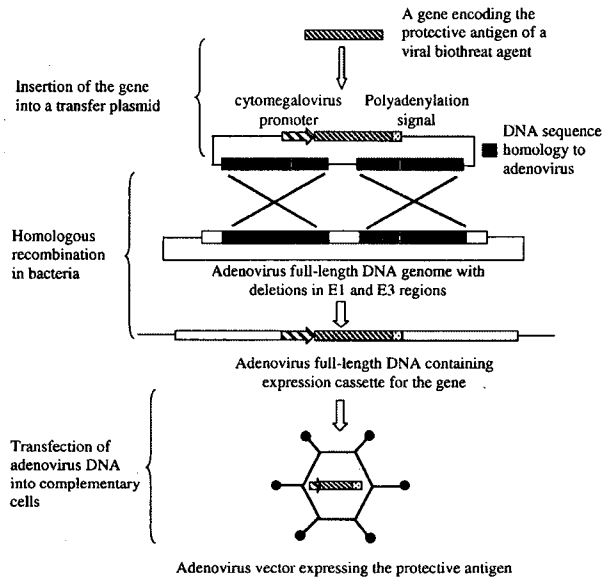 A gene encoding the
protective antigen of a
viral biothreat agent
Insertion of the gene
into a transfer plasmid
cytomegalovirus
promoter
Polyadenylation
signal
DNA sequence
homology to
adenovirus
Homologous
recombination
in bacteria
Adenovirus full-length DNA genome with
deletions in E1 and E3 regions
Adenovirus full-length DNA containing
expression cassette for the gene
Transfection of
adenovirus DNA
into complementary
cells
Adenovirus vector expressing the protective antigen